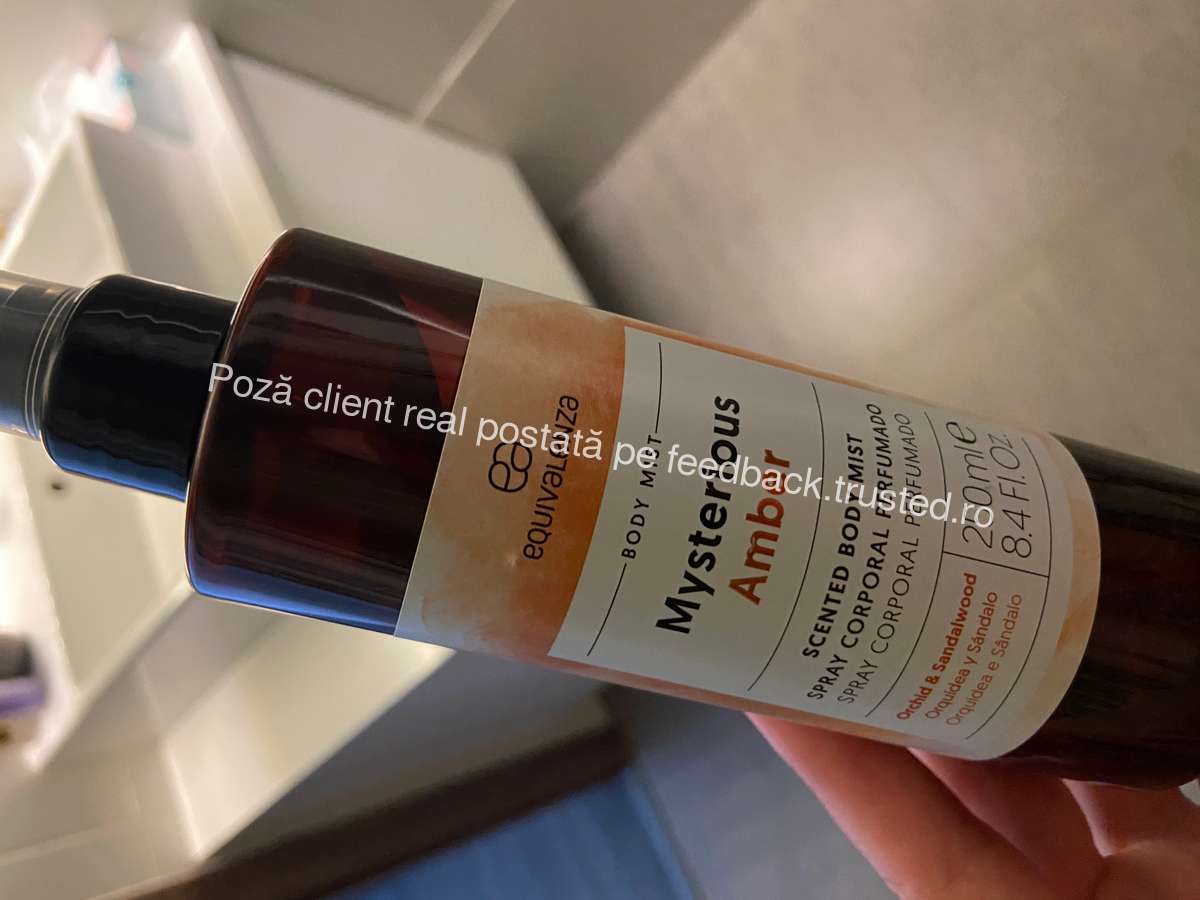 equivalenza
BODY MIST
Mysterious
Amber
SCENTED BODY MIST
SPRAY CORPORAL PERFUMADO
SPRAY CORPORAL PERFUMADO
Orchid & Sandalwood
Orquídea y Sándalo
Orquídea e Sândalo
250ml e
8.4 Fl.OZ.
Poză client real postată pe feedback.trusted.ro